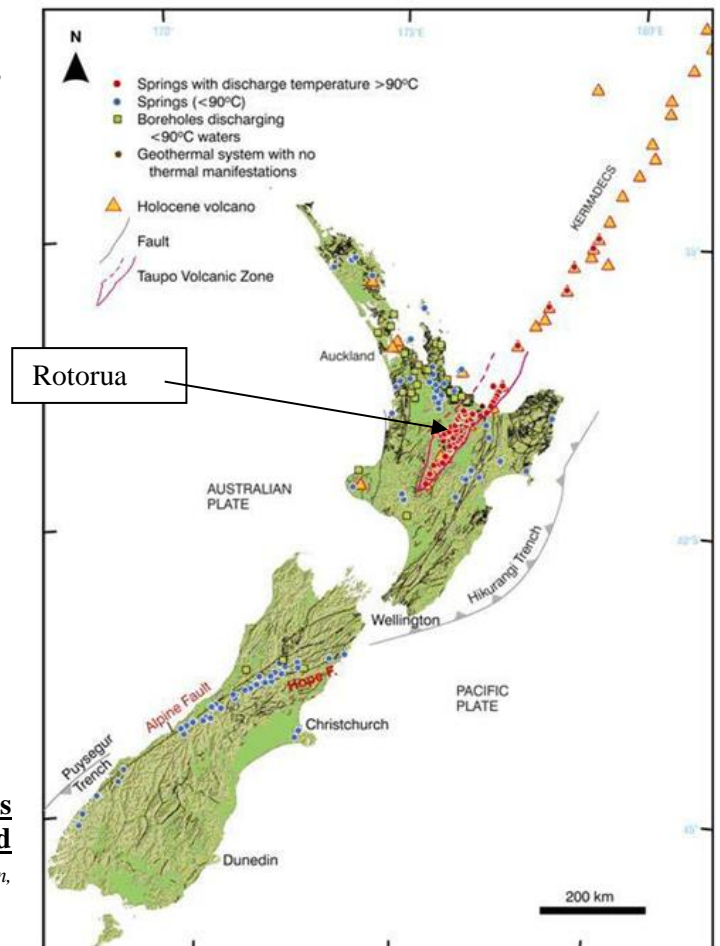 170°
175°E
180°E
N
Springs with discharge temperature >90°C
Springs (<90°C)
Boreholes discharging
<90°C waters
Geothermal system with no
thermal manifestations
Holocene volcano
Fault
Taupo Volcanic Zone
KERMADECS
35°
Auckland
Rotorua
AUSTRALIAN
PLATE
Hikurangi Trench
Wellington
Hope F.
PACIFIC
PLATE
Alpine Fault
Christchurch
Puysegur
Trench
s
d
45°
Dunedin
n,
200 km